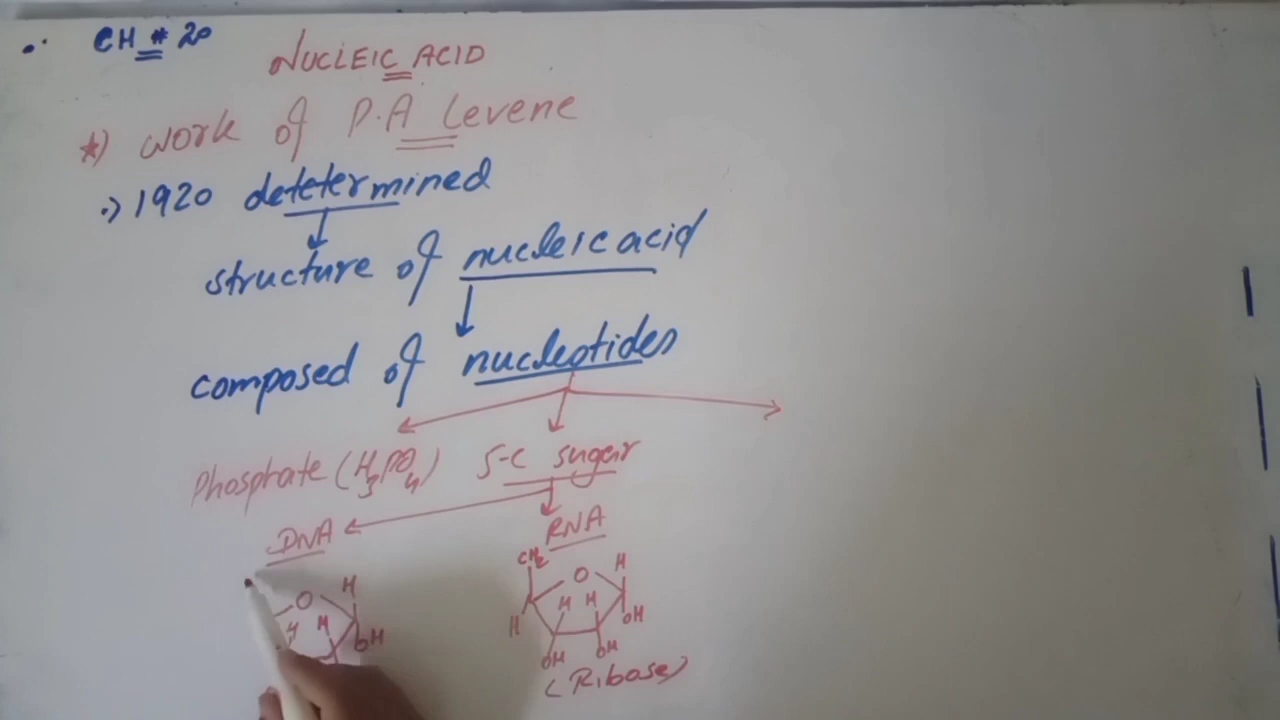 CH # 20
NUCLEIC ACID
*) work of P.A Levene
·) 1920 detetermined
structure of nucleic acid
composed of nucleotides
Phosphate (H3PO4) 5-C sugar
DNA RNA
CH2
O H O H
H H H H
OH OH
H OH OH
(Ribase)